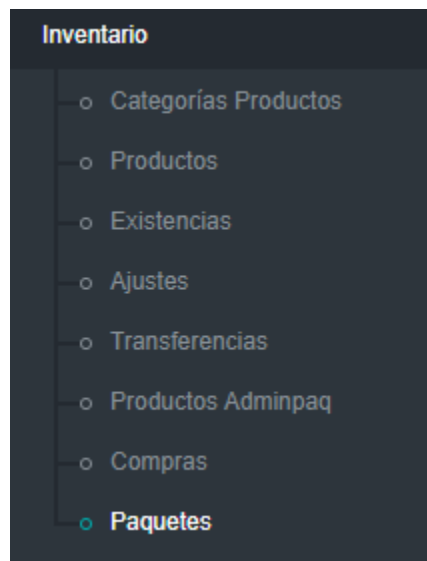 Inventario
Categorías Productos
Productos
Existencias
Ajustes
Transferencias
Productos Adminpaq
Compras
Paquetes